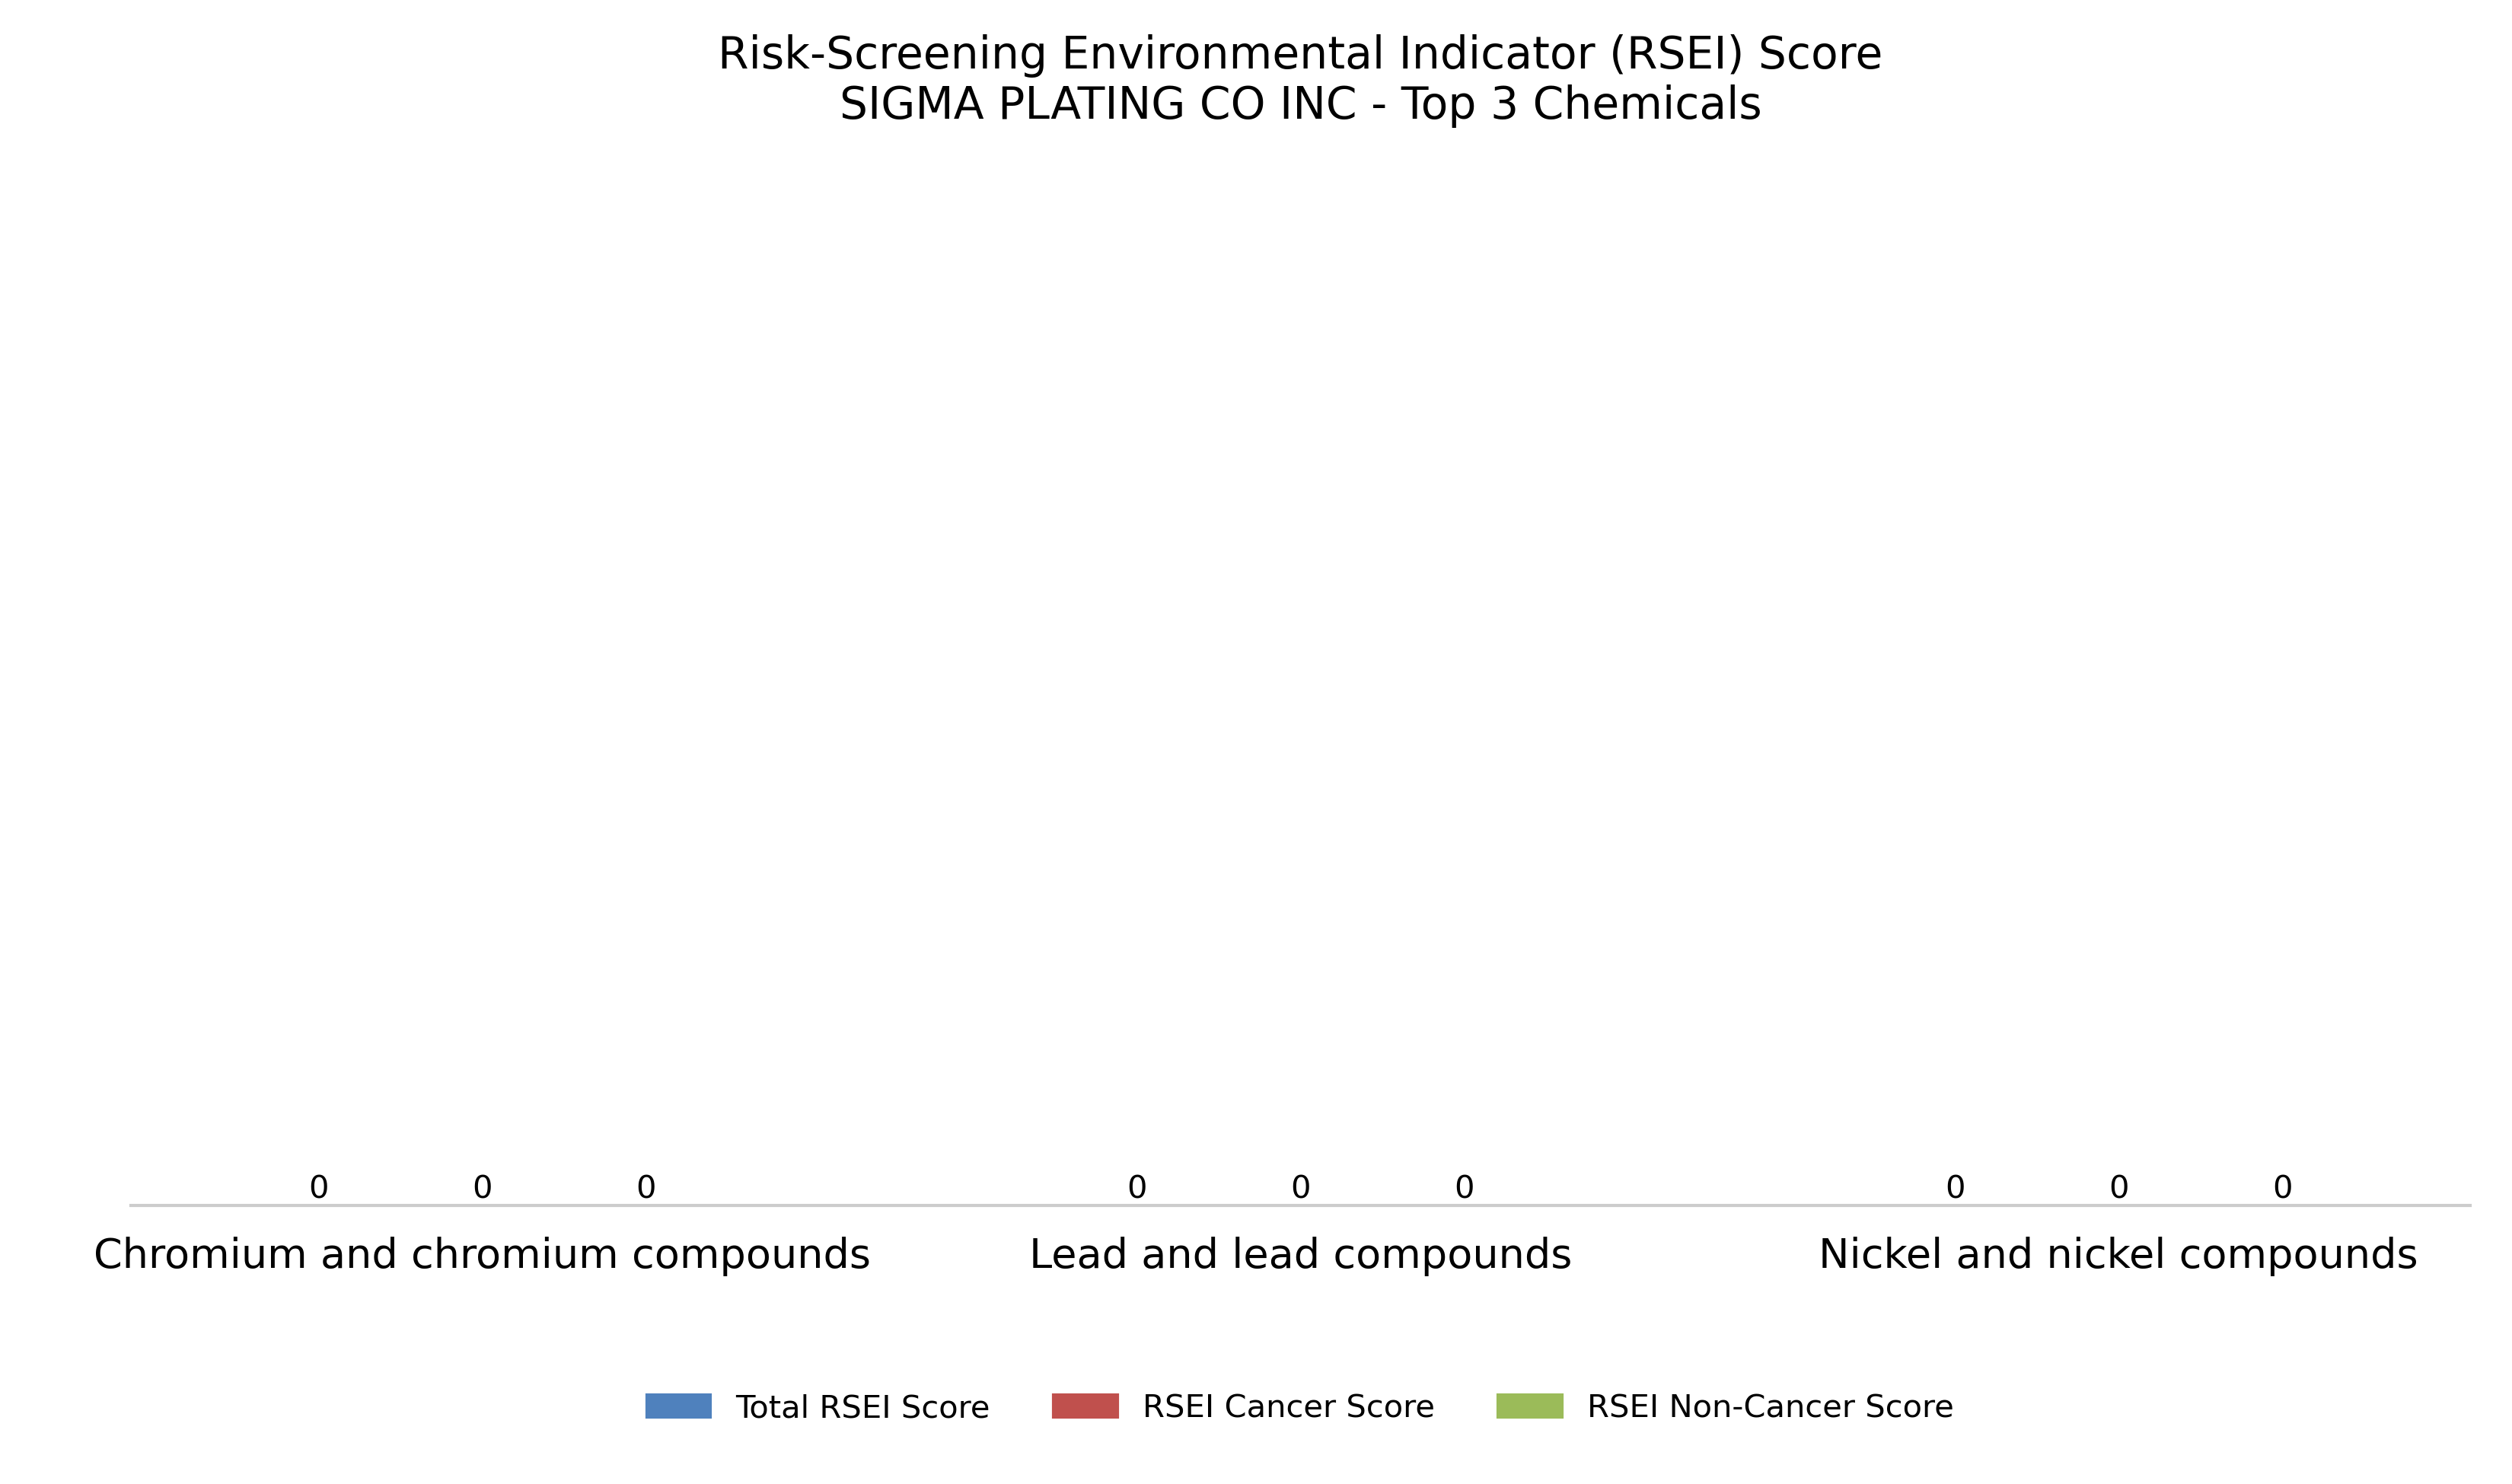 Risk-Screening Environmental Indicator (RSEI) Score
SIGMA PLATING CO INC - Top 3 Chemicals
0 0 0 0 0 0 0 0 0
Chromium and chromium compounds Lead and lead compounds Nickel and nickel compounds
Total RSEI Score RSEI Cancer Score RSEI Non-Cancer Score